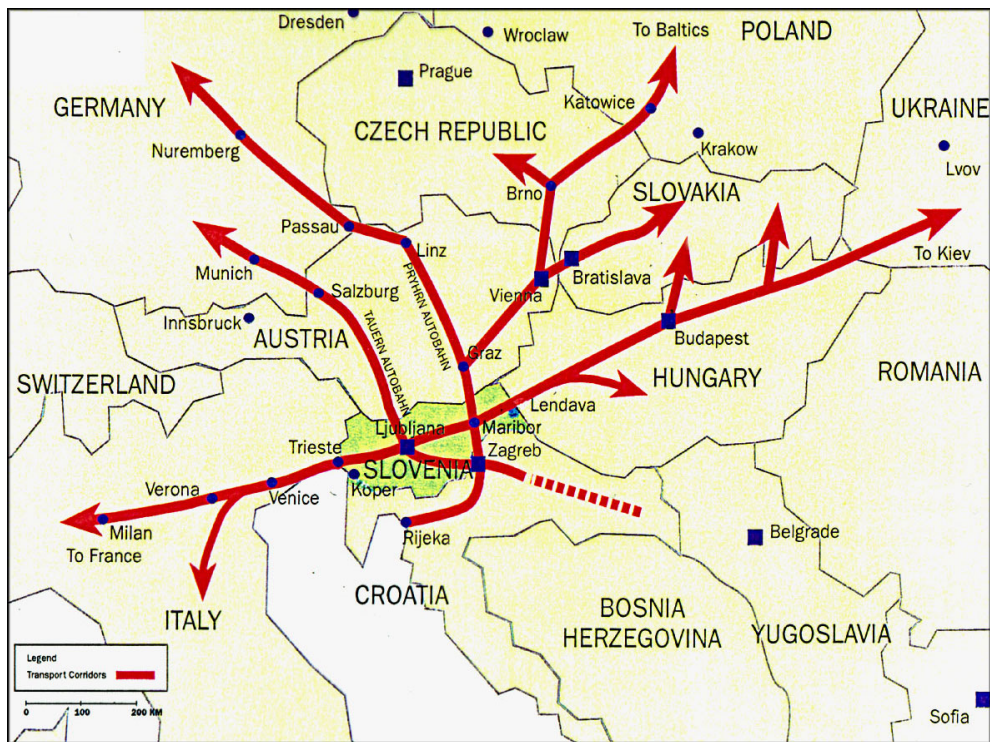 Dresden
Wroclaw
To Baltics
POLAND
Prague
GERMANY
Katowice
UKRAINE
CZECH REPUBLIC
Nuremberg
Krakow
Lvov
Brno
SLOVAKIA
Passau
Linz
To Kiev
Munich
Bratislava
Salzburg
Vienna
PRYHRN AUTOBAHN
Innsbruck
TAUERN AUTOBAHN
AUSTRIA
Budapest
Graz
HUNGARY
ROMANIA
SWITZERLAND
Lendava
Ljubljana
Maribor
Trieste
Zagreb
SLOVENIA
Koper
Verona
Venice
Milan
Rijeka
Belgrade
To France
CROATIA
ITALY
BOSNIA
HERZEGOVINA
YUGOSLAVIA
Legend
Transport Corridors
0 100 200 KM
Sofia